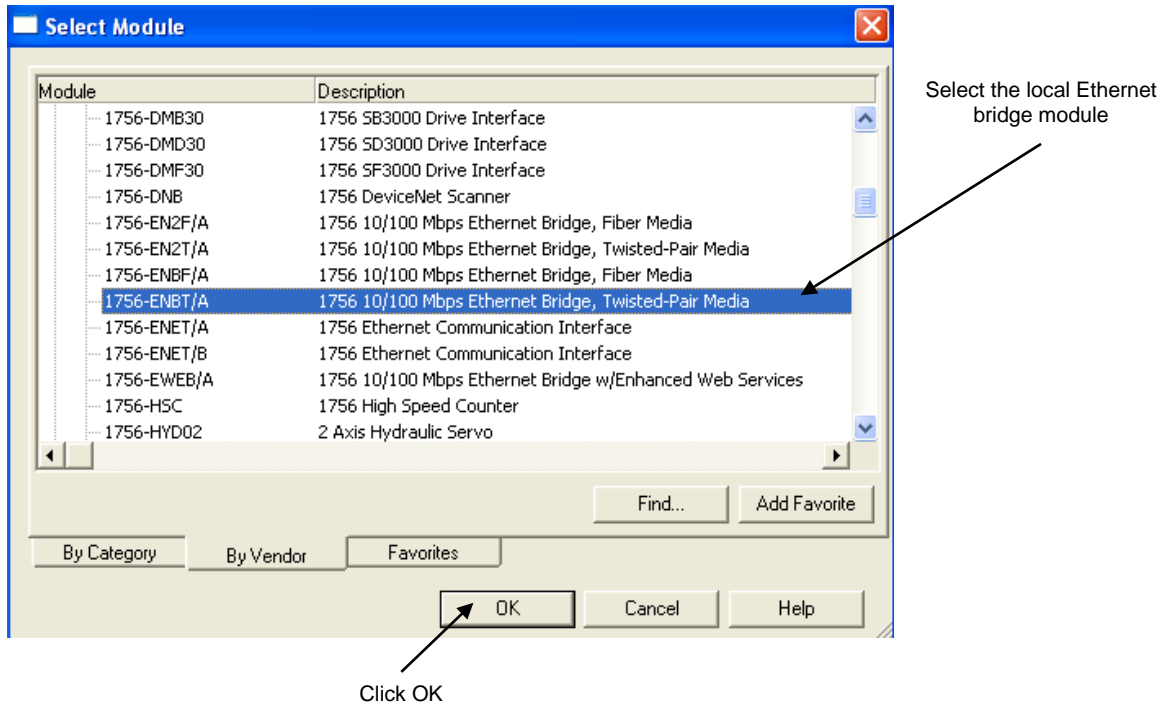 Select Module
Module Description
1756-DMB30 1756 SB3000 Drive Interface
1756-DMD30 1756 SD3000 Drive Interface
1756-DMF30 1756 SF3000 Drive Interface
1756-DNB 1756 DeviceNet Scanner
1756-EN2F/A 1756 10/100 Mbps Ethernet Bridge, Fiber Media
1756-EN2T/A 1756 10/100 Mbps Ethernet Bridge, Twisted-Pair Media
1756-ENBF/A 1756 10/100 Mbps Ethernet Bridge, Fiber Media
1756-ENBT/A 1756 10/100 Mbps Ethernet Bridge, Twisted-Pair Media
1756-ENET/A 1756 Ethernet Communication Interface
1756-ENET/B 1756 Ethernet Communication Interface
1756-EWEB/A 1756 10/100 Mbps Ethernet Bridge w/Enhanced Web Services
1756-HSC 1756 High Speed Counter
1756-HYD02 2 Axis Hydraulic Servo
Find... Add Favorite
By Category By Vendor Favorites
OK Cancel Help
Select the local Ethernet
bridge module
Click OK